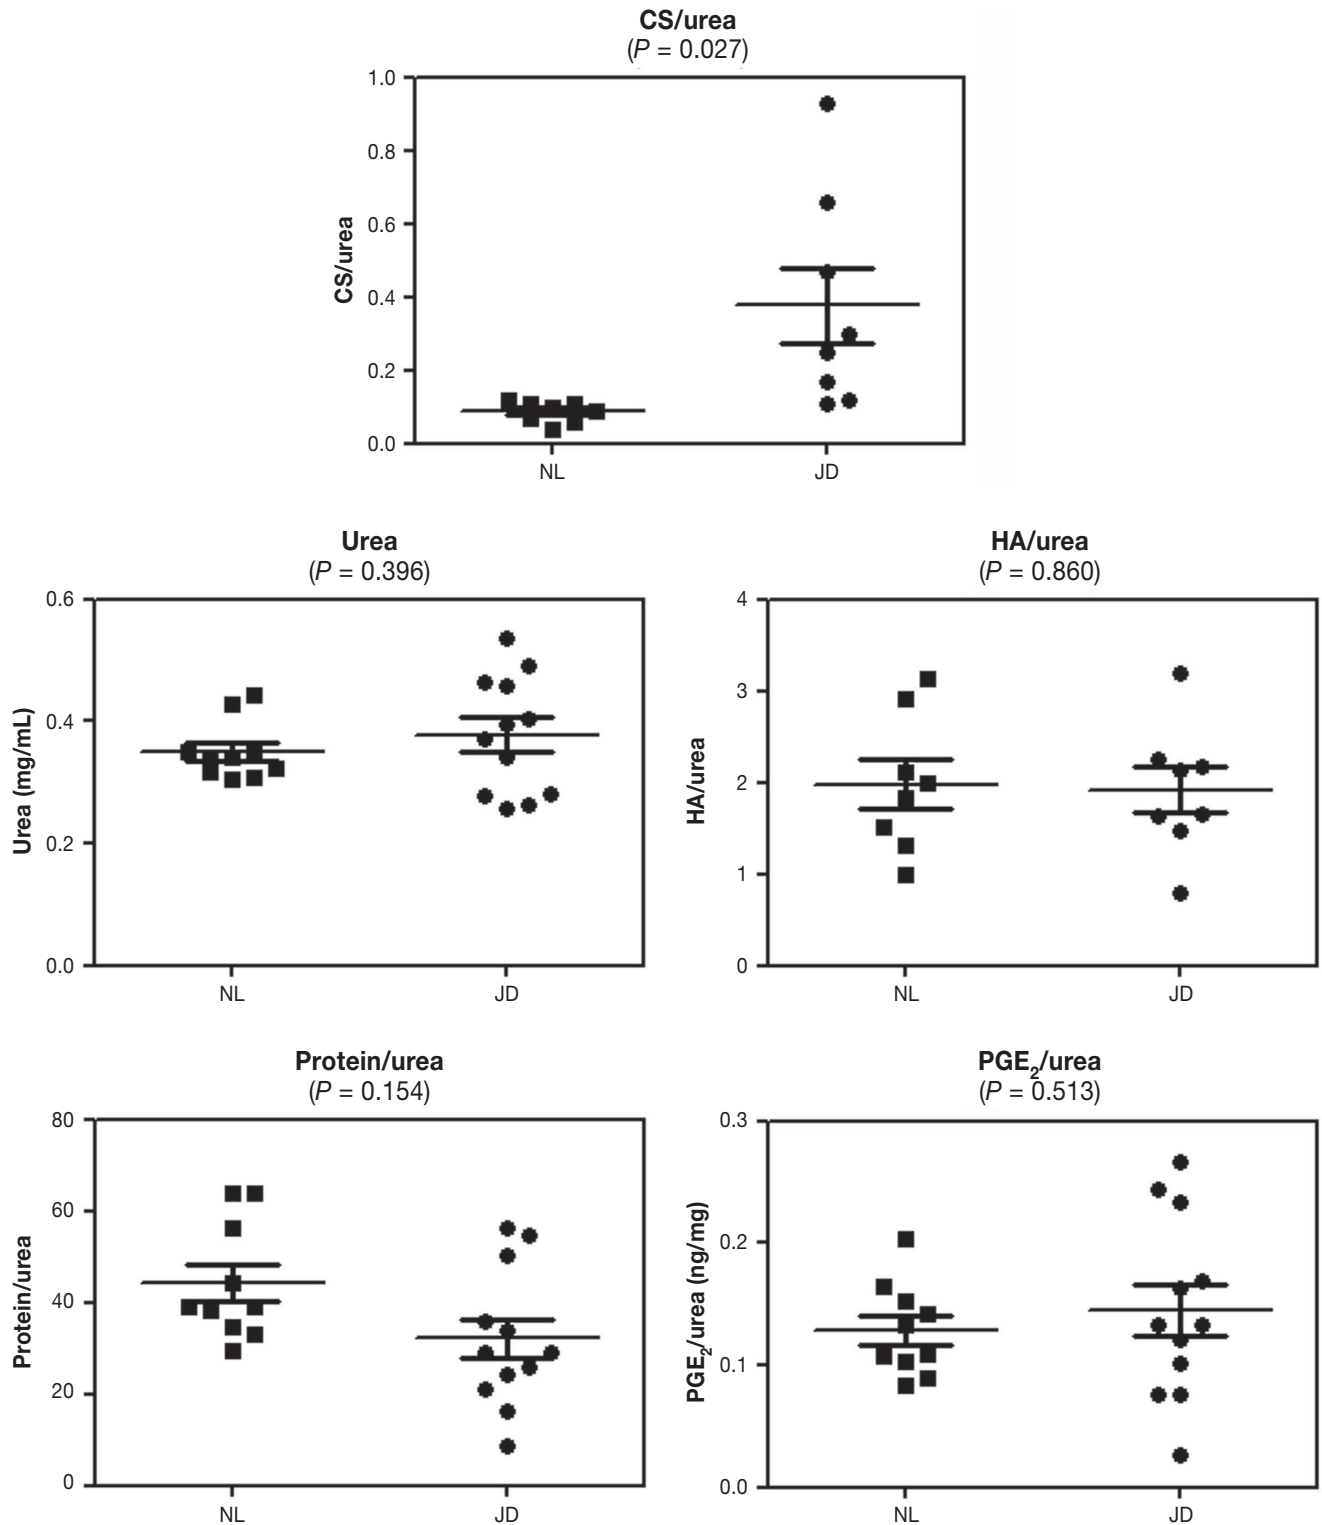 CS/urea
(P = 0.027)
1.0
0.8
0.6
0.4
0.2
0.0
CS/urea
NL JD
Urea
(P = 0.396)
0.6
0.4
0.2
0.0
Urea (mg/mL)
NL JD
HA/urea
(P = 0.860)
4
3
2
1
0
HA/urea
NL JD
Protein/urea
(P = 0.154)
80
60
40
20
0
Protein/urea
NL JD
PGE₂/urea
(P = 0.513)
0.3
0.2
0.1
0.0
PGE₂/urea (ng/mg)
NL JD